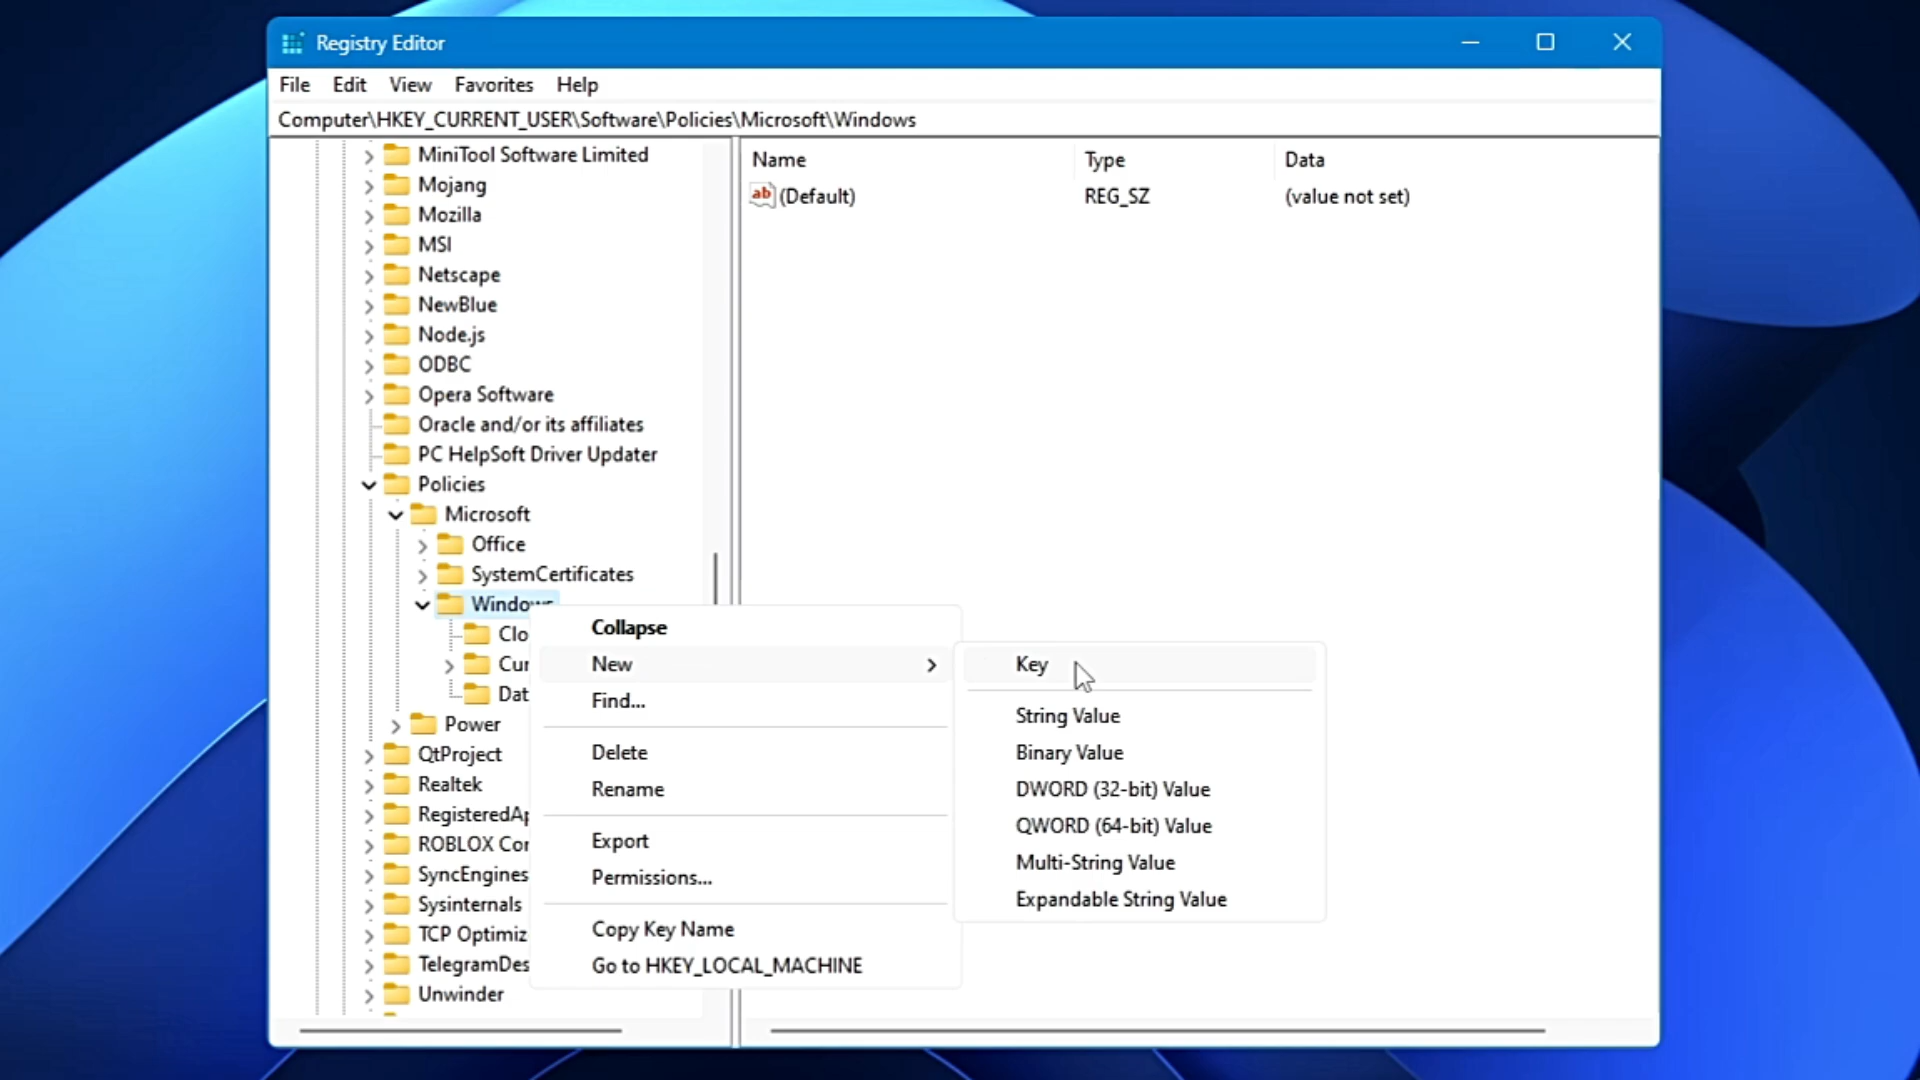 Registry Editor
File Edit View Favorites Help
Computer\HKEY_CURRENT_USER\Software\Policies\Microsoft\Windows
MiniTool Software Limited
Mojang
Mozilla
MSI
Netscape
NewBlue
Node.js
ODBC
Opera Software
Oracle and/or its affiliates
PC HelpSoft Driver Updater
Policies
Microsoft
Office
SystemCertificates
Windows
Clo
Cur
Dat
Power
QtProject
Realtek
RegisteredAp
ROBLOX Cor
SyncEngines
Sysinternals
TCP Optimiz
TelegramDes
Unwinder
Name Type Data
ab (Default) REG_SZ (value not set)
Collapse
New
Find...
Delete
Rename
Export
Permissions...
Copy Key Name
Go to HKEY_LOCAL_MACHINE
Key
String Value
Binary Value
DWORD (32-bit) Value
QWORD (64-bit) Value
Multi-String Value
Expandable String Value